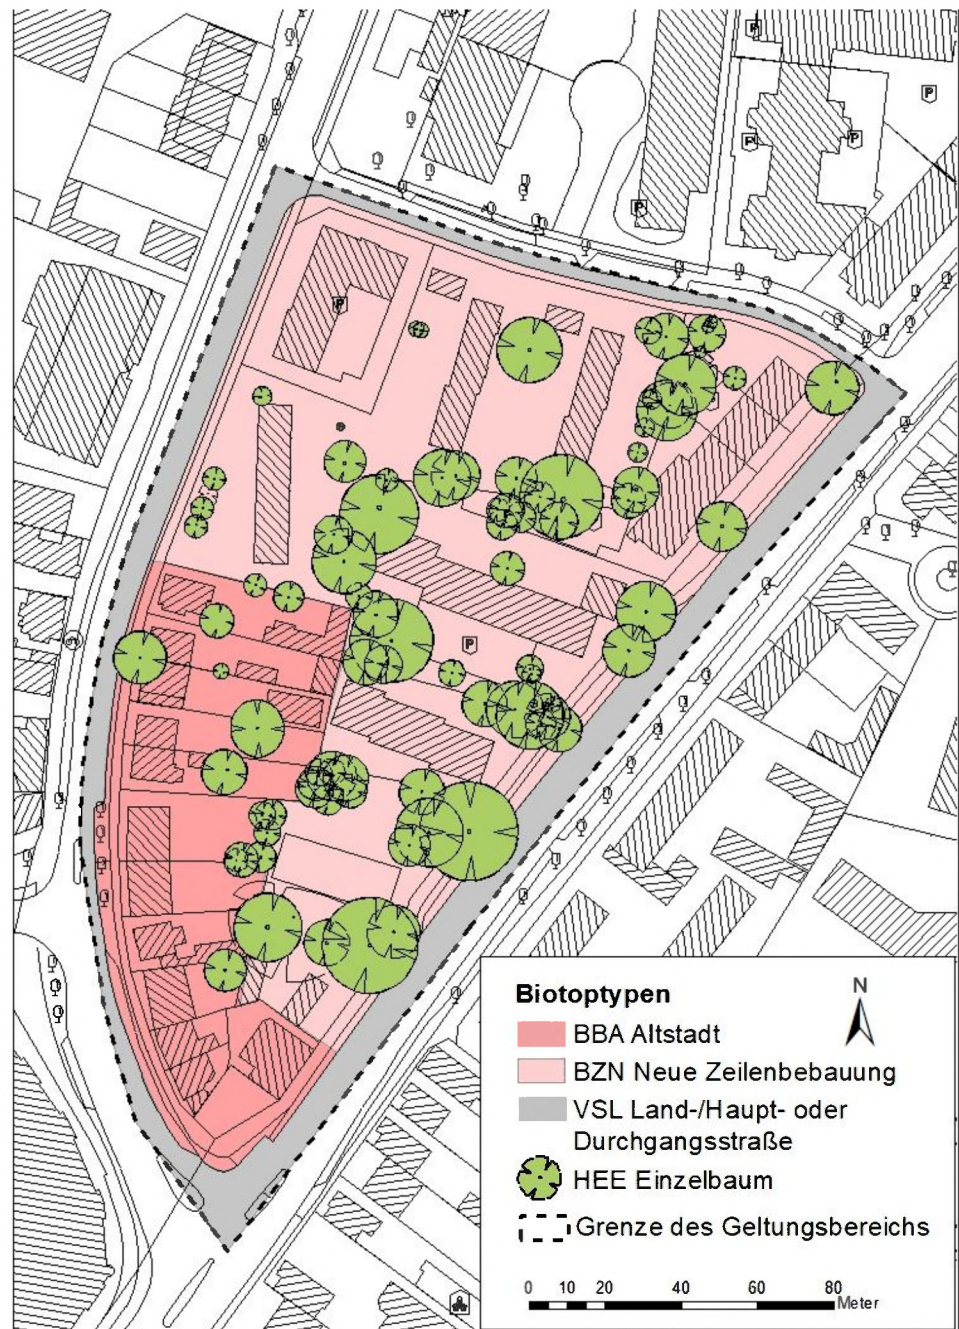 P
P
P
P
P
P
P
Biotoptypen
N
BBA Altstadt
BZN Neue Zeilenbebauung
VSL Land-/Haupt- oder
Durchgangsstraße
HEE Einzelbaum
Grenze des Geltungsbereichs
0 10 20 40 60 80
Meter